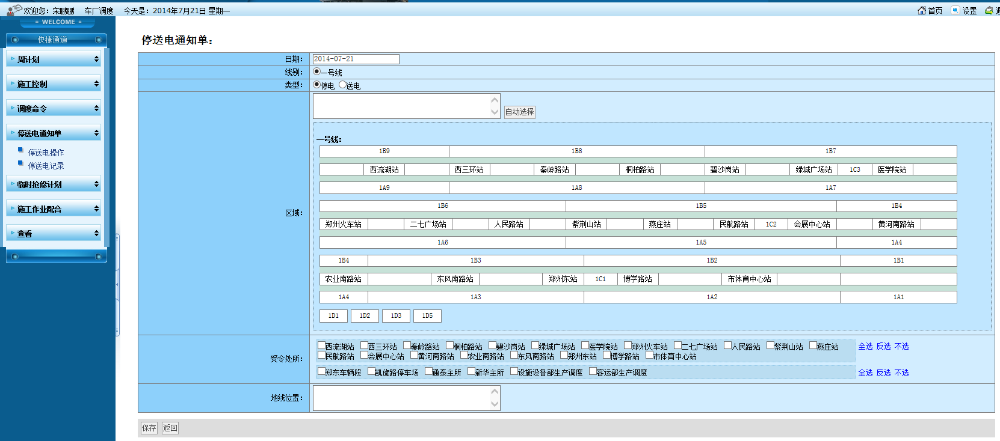 欢迎您：宋鹏鹏 车厂调度 今天是：2014年7月21日 星期一 首页 设置
= WELCOME =
快捷通道
周计划
施工控制
调度命令
停送电通知单
停送电操作
停送电记录
临时抢修计划
施工作业配合
查看
停送电通知单：
日期： 2014-07-21
线别： 一号线
类型： 停电 送电
区域：
自动选择
一号线：
1B9 1B8 1B7
西流湖站 西三环站 秦岭路站 桐柏路站 碧沙岗站 绿城广场站 1C3 医学院站
1A9 1A8 1A7
1B6 1B5 1B4
郑州火车站 二七广场站 人民路站 紫荆山站 燕庄站 民航路站 1C2 会展中心站 黄河南路站
1A6 1A5 1A4
1B4 1B3 1B2 1B1
农业南路站 东风南路站 郑州东站 1C1 博学路站 市体育中心站
1A4 1A3 1A2 1A1
1D1 1D2 1D3 1D5
受令处所：
西流湖站 西三环站 秦岭路站 桐柏路站 碧沙岗站 绿城广场站 医学院站 郑州火车站 二七广场站 人民路站 紫荆山站 燕庄站 全选 反选 不选
民航路站 会展中心站 黄河南路站 农业南路站 东风南路站 郑州东站 博学路站 市体育中心站
郑东车辆段 凯旋路停车场 通泰主所 新华主所 设施设备部生产调度 客运部生产调度 全选 反选 不选
地线位置：
保存 返回